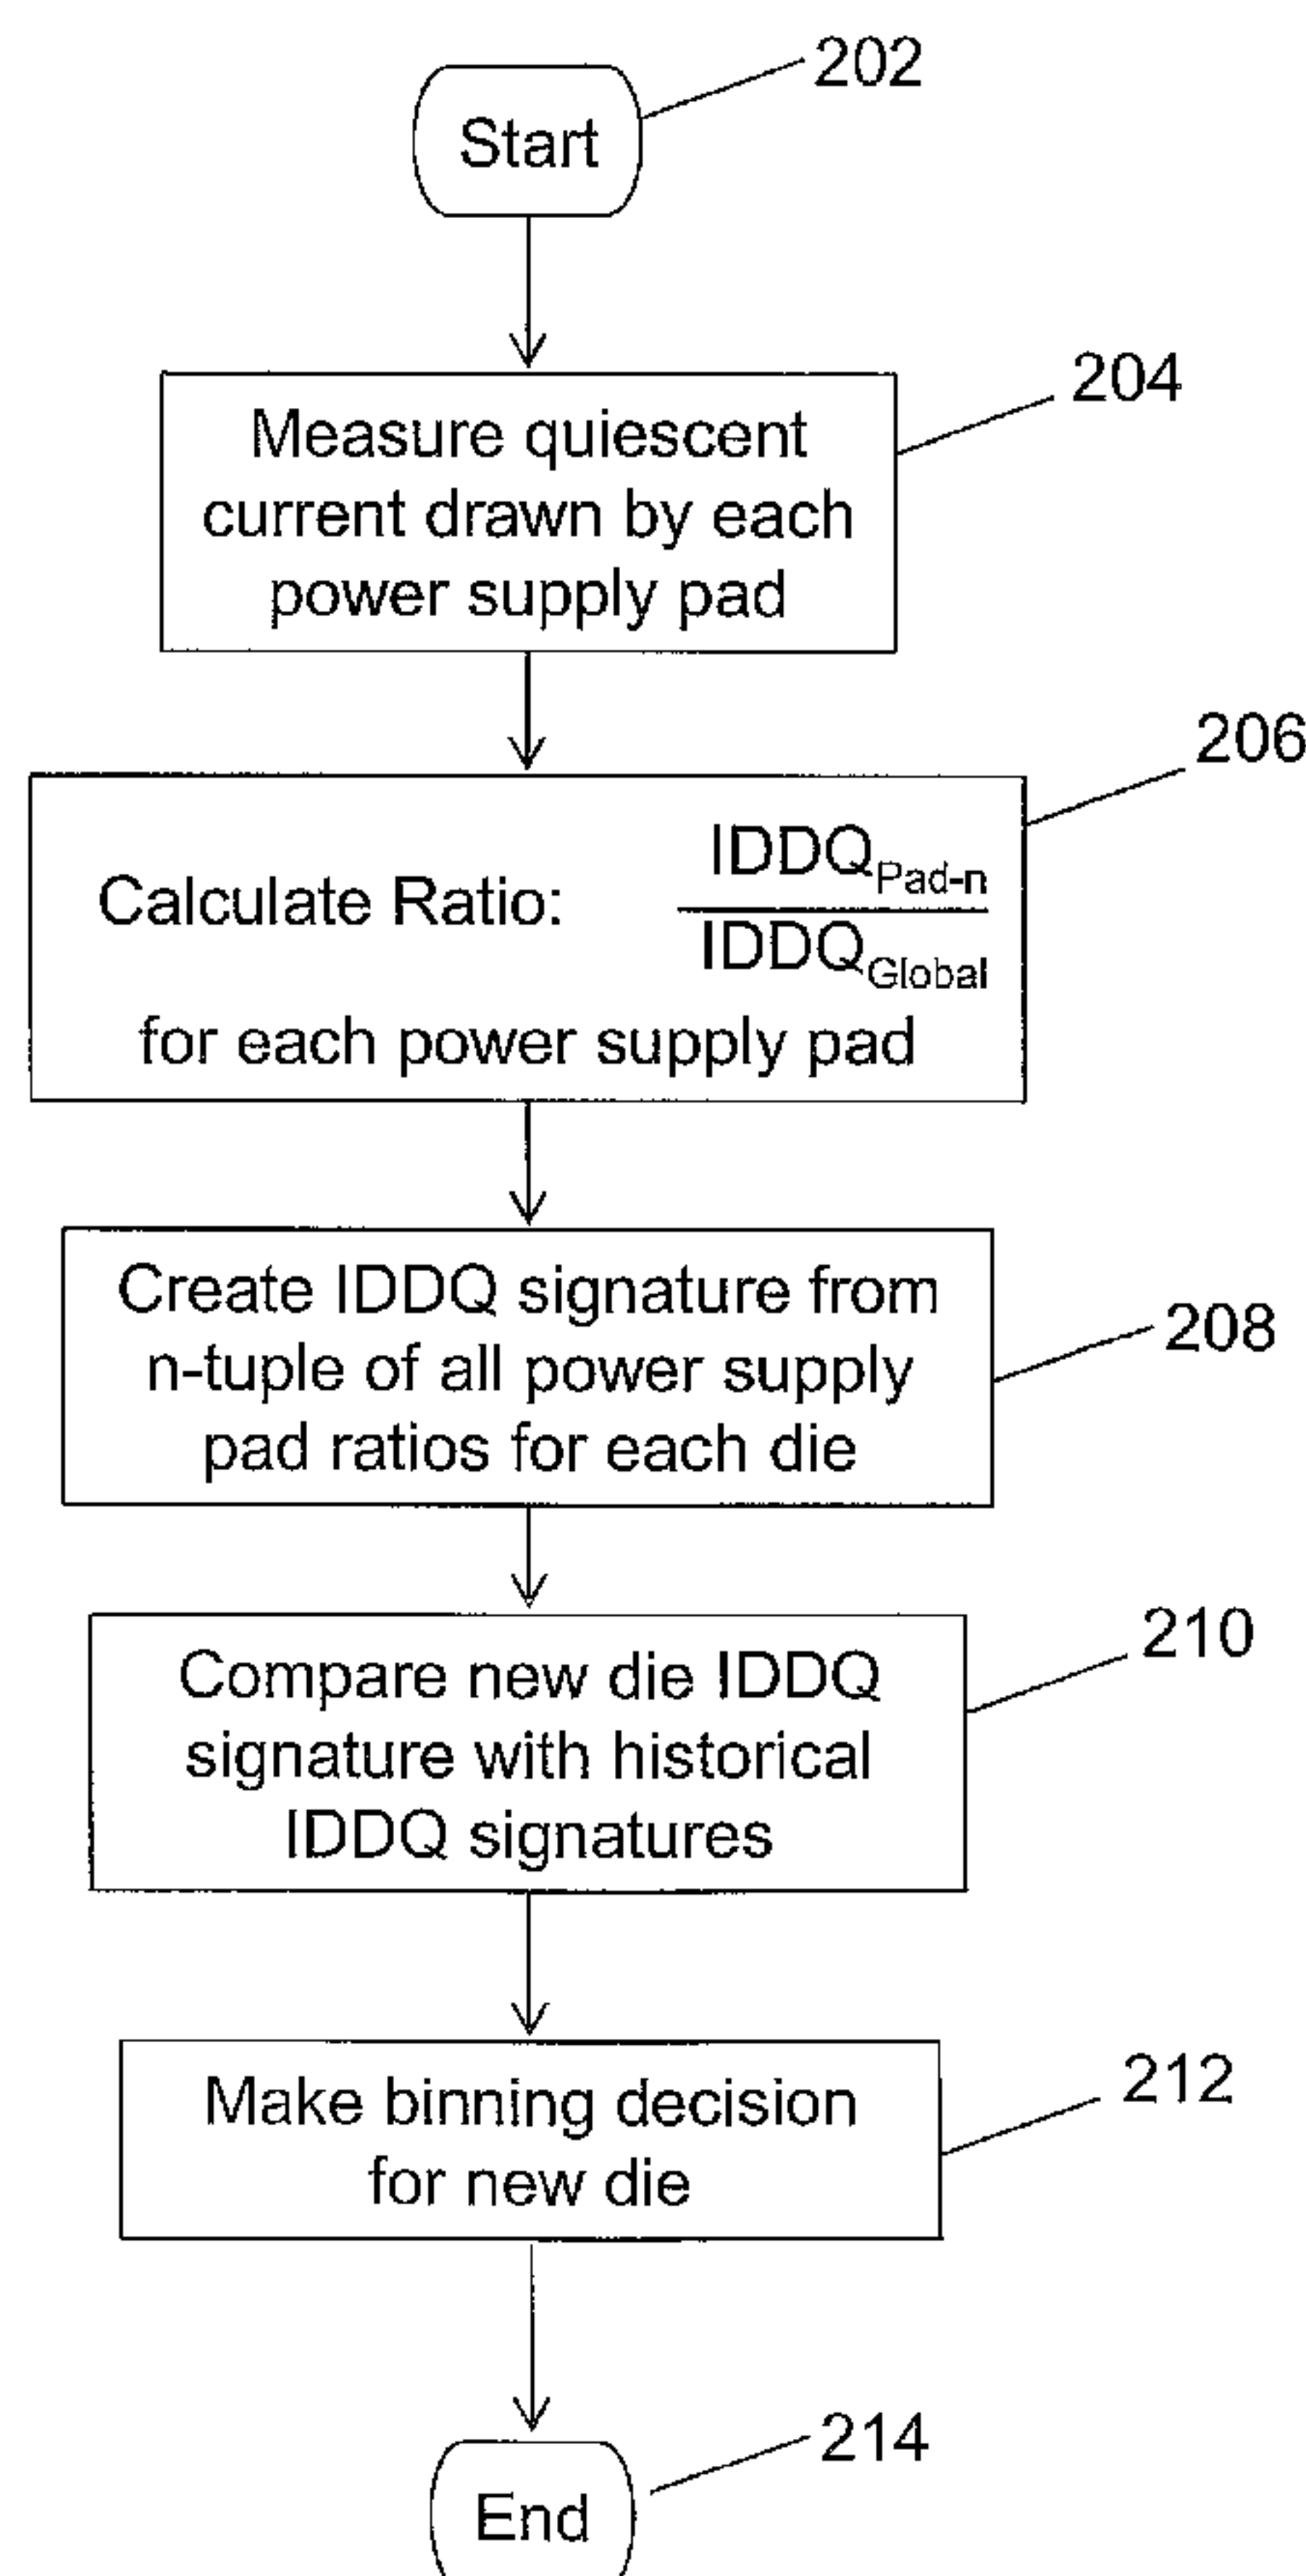 202
Start
204
Measure quiescent
current drawn by each
power supply pad
206
Calculate Ratio: IDDQPad-n
IDDQGlobal
for each power supply pad
Create IDDQ signature from
n-tuple of all power supply
pad ratios for each die
208
210
Compare new die IDDQ
signature with historical
IDDQ signatures
212
Make binning decision
for new die
214
End